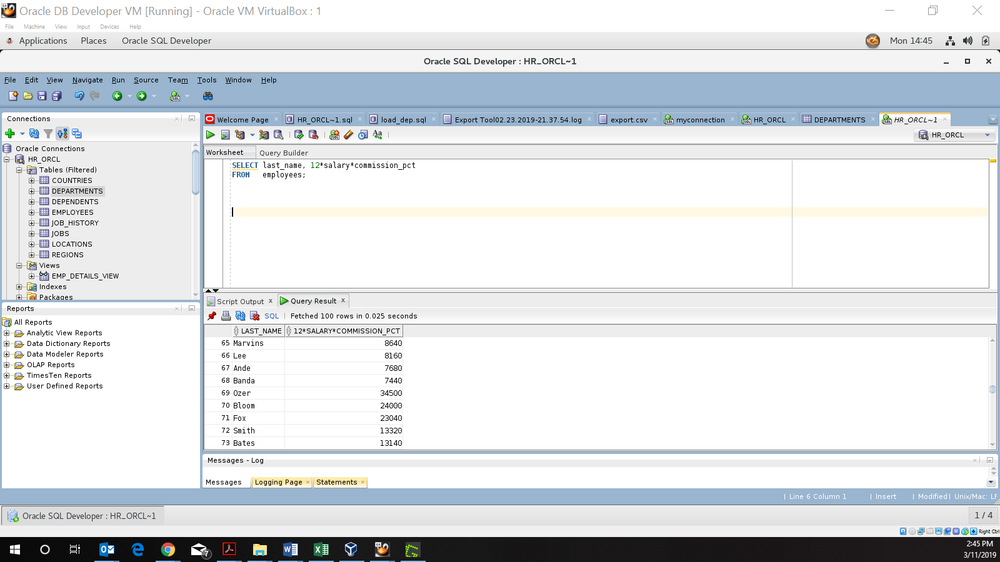 Oracle DB Developer VM [Running] - Oracle VM VirtualBox : 1
File Machine View Input Devices Help
Applications Places Oracle SQL Developer Mon 14:45
Oracle SQL Developer : HR_ORCL~1
File Edit View Navigate Run Source Team Tools Window Help
Connections
Oracle Connections
HR_ORCL
Tables (Filtered)
COUNTRIES
DEPARTMENTS
DEPENDENTS
EMPLOYEES
JOB_HISTORY
JOBS
LOCATIONS
REGIONS
Views
EMP_DETAILS_VIEW
Indexes
Packages
Reports
All Reports
Analytic View Reports
Data Dictionary Reports
Data Modeler Reports
OLAP Reports
TimesTen Reports
User Defined Reports
Welcome Page HR_ORCL~1.sql load_dep.sql Export Tool02.23.2019-21.37.54.log export.csv myconnection HR_ORCL DEPARTMENTS HR_ORCL~1
HR_ORCL
Worksheet Query Builder
SELECT last_name, 12*salary*commission_pct
FROM employees;
Script Output Query Result
SQL Fetched 100 rows in 0.025 seconds
LAST_NAME 12*SALARY*COMMISSION_PCT
65 Marvins 8640
66 Lee 8160
67 Ande 7680
68 Banda 7440
69 Ozer 34500
70 Bloom 24000
71 Fox 23040
72 Smith 13320
73 Bates 13140
Messages - Log
Messages Logging Page Statements
Line 6 Column 1 Insert Modified Unix/Mac: LF
Oracle SQL Developer : HR_ORCL~1 1 / 4
Right Ctrl
7
2:45 PM
3/11/2019